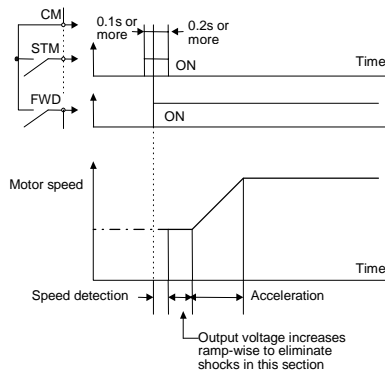 CM
0.1s or
more
0.2s or
more
STM
ON
Time
FWD
ON
Motor speed
Time
Speed detection
Acceleration
Output voltage increases
ramp-wise to eliminate
shocks in this section